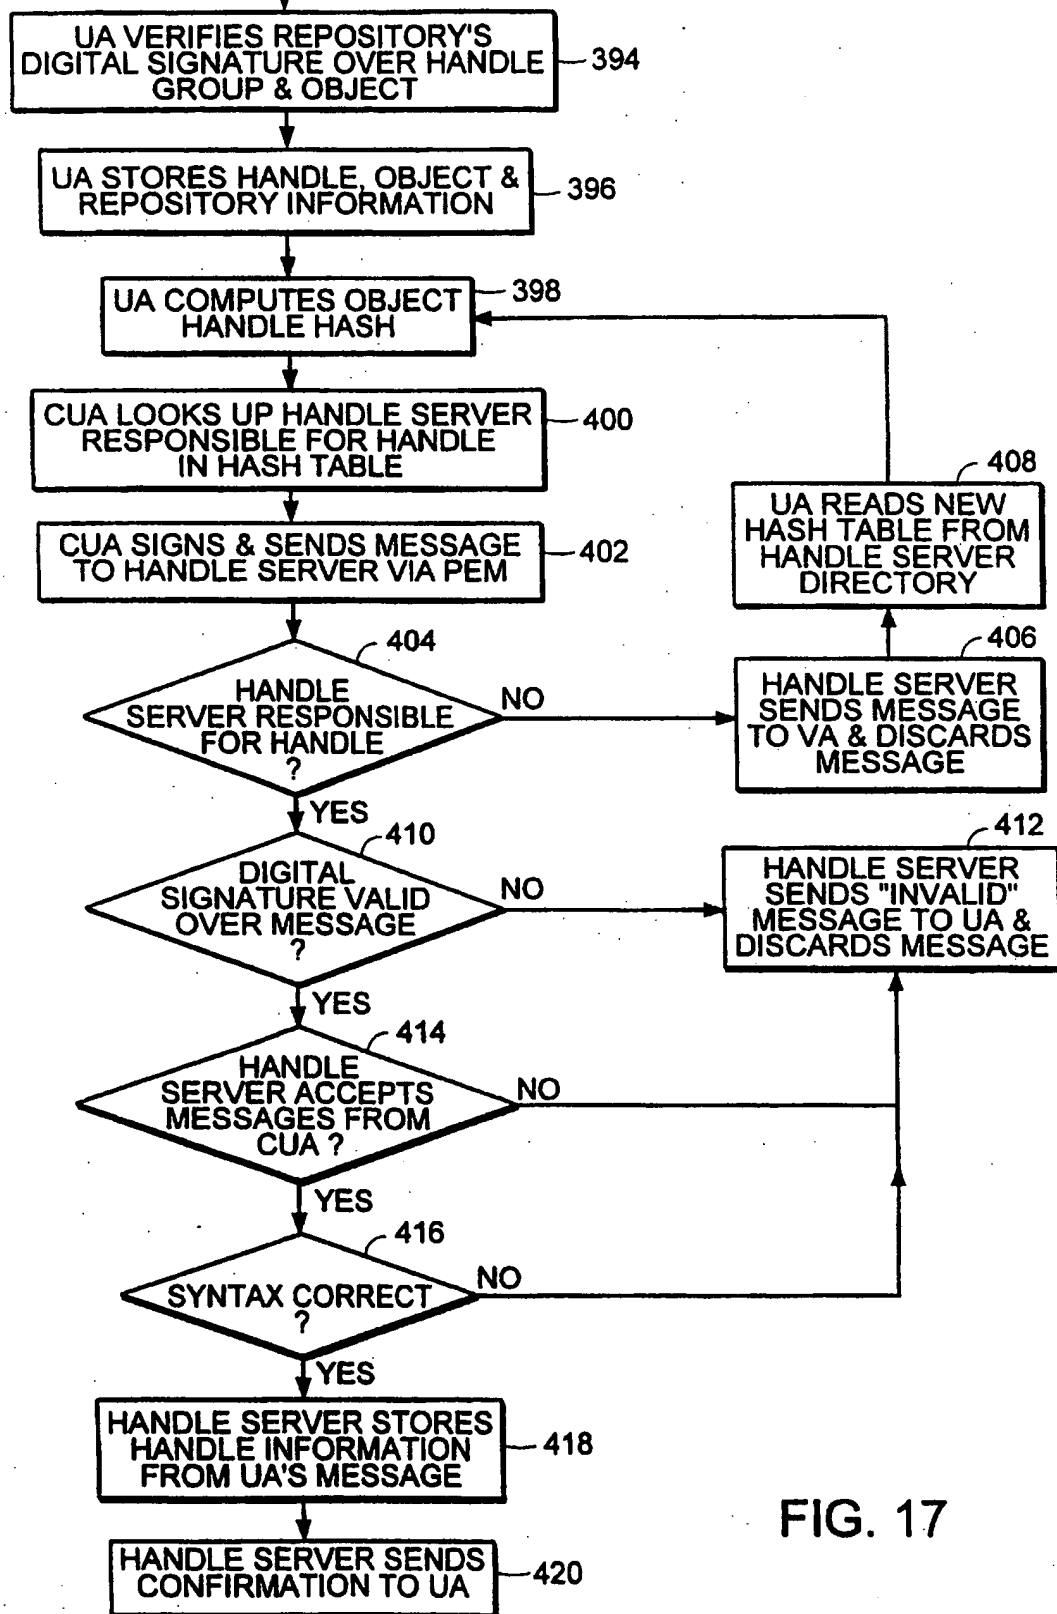 UA VERIFIES REPOSITORY'S
DIGITAL SIGNATURE OVER HANDLE
GROUP & OBJECT
394
UA STORES HANDLE, OBJECT &
REPOSITORY INFORMATION
396
UA COMPUTES OBJECT
HANDLE HASH
398
CUA LOOKS UP HANDLE SERVER
RESPONSIBLE FOR HANDLE
IN HASH TABLE
400
CUA SIGNS & SENDS MESSAGE
TO HANDLE SERVER VIA PEM
402
404
HANDLE
SERVER RESPONSIBLE
FOR HANDLE
?
NO
YES
408
UA READS NEW
HASH TABLE FROM
HANDLE SERVER
DIRECTORY
406
HANDLE SERVER
SENDS MESSAGE
TO VA & DISCARDS
MESSAGE
410
DIGITAL
SIGNATURE VALID
OVER MESSAGE
?
NO
YES
412
HANDLE SERVER
SENDS "INVALID"
MESSAGE TO UA &
DISCARDS MESSAGE
414
HANDLE
SERVER ACCEPTS
MESSAGES FROM
CUA ?
NO
YES
416
SYNTAX CORRECT
?
NO
YES
HANDLE SERVER STORES
HANDLE INFORMATION
FROM UA'S MESSAGE
418
HANDLE SERVER SENDS
CONFIRMATION TO UA
420
FIG. 17